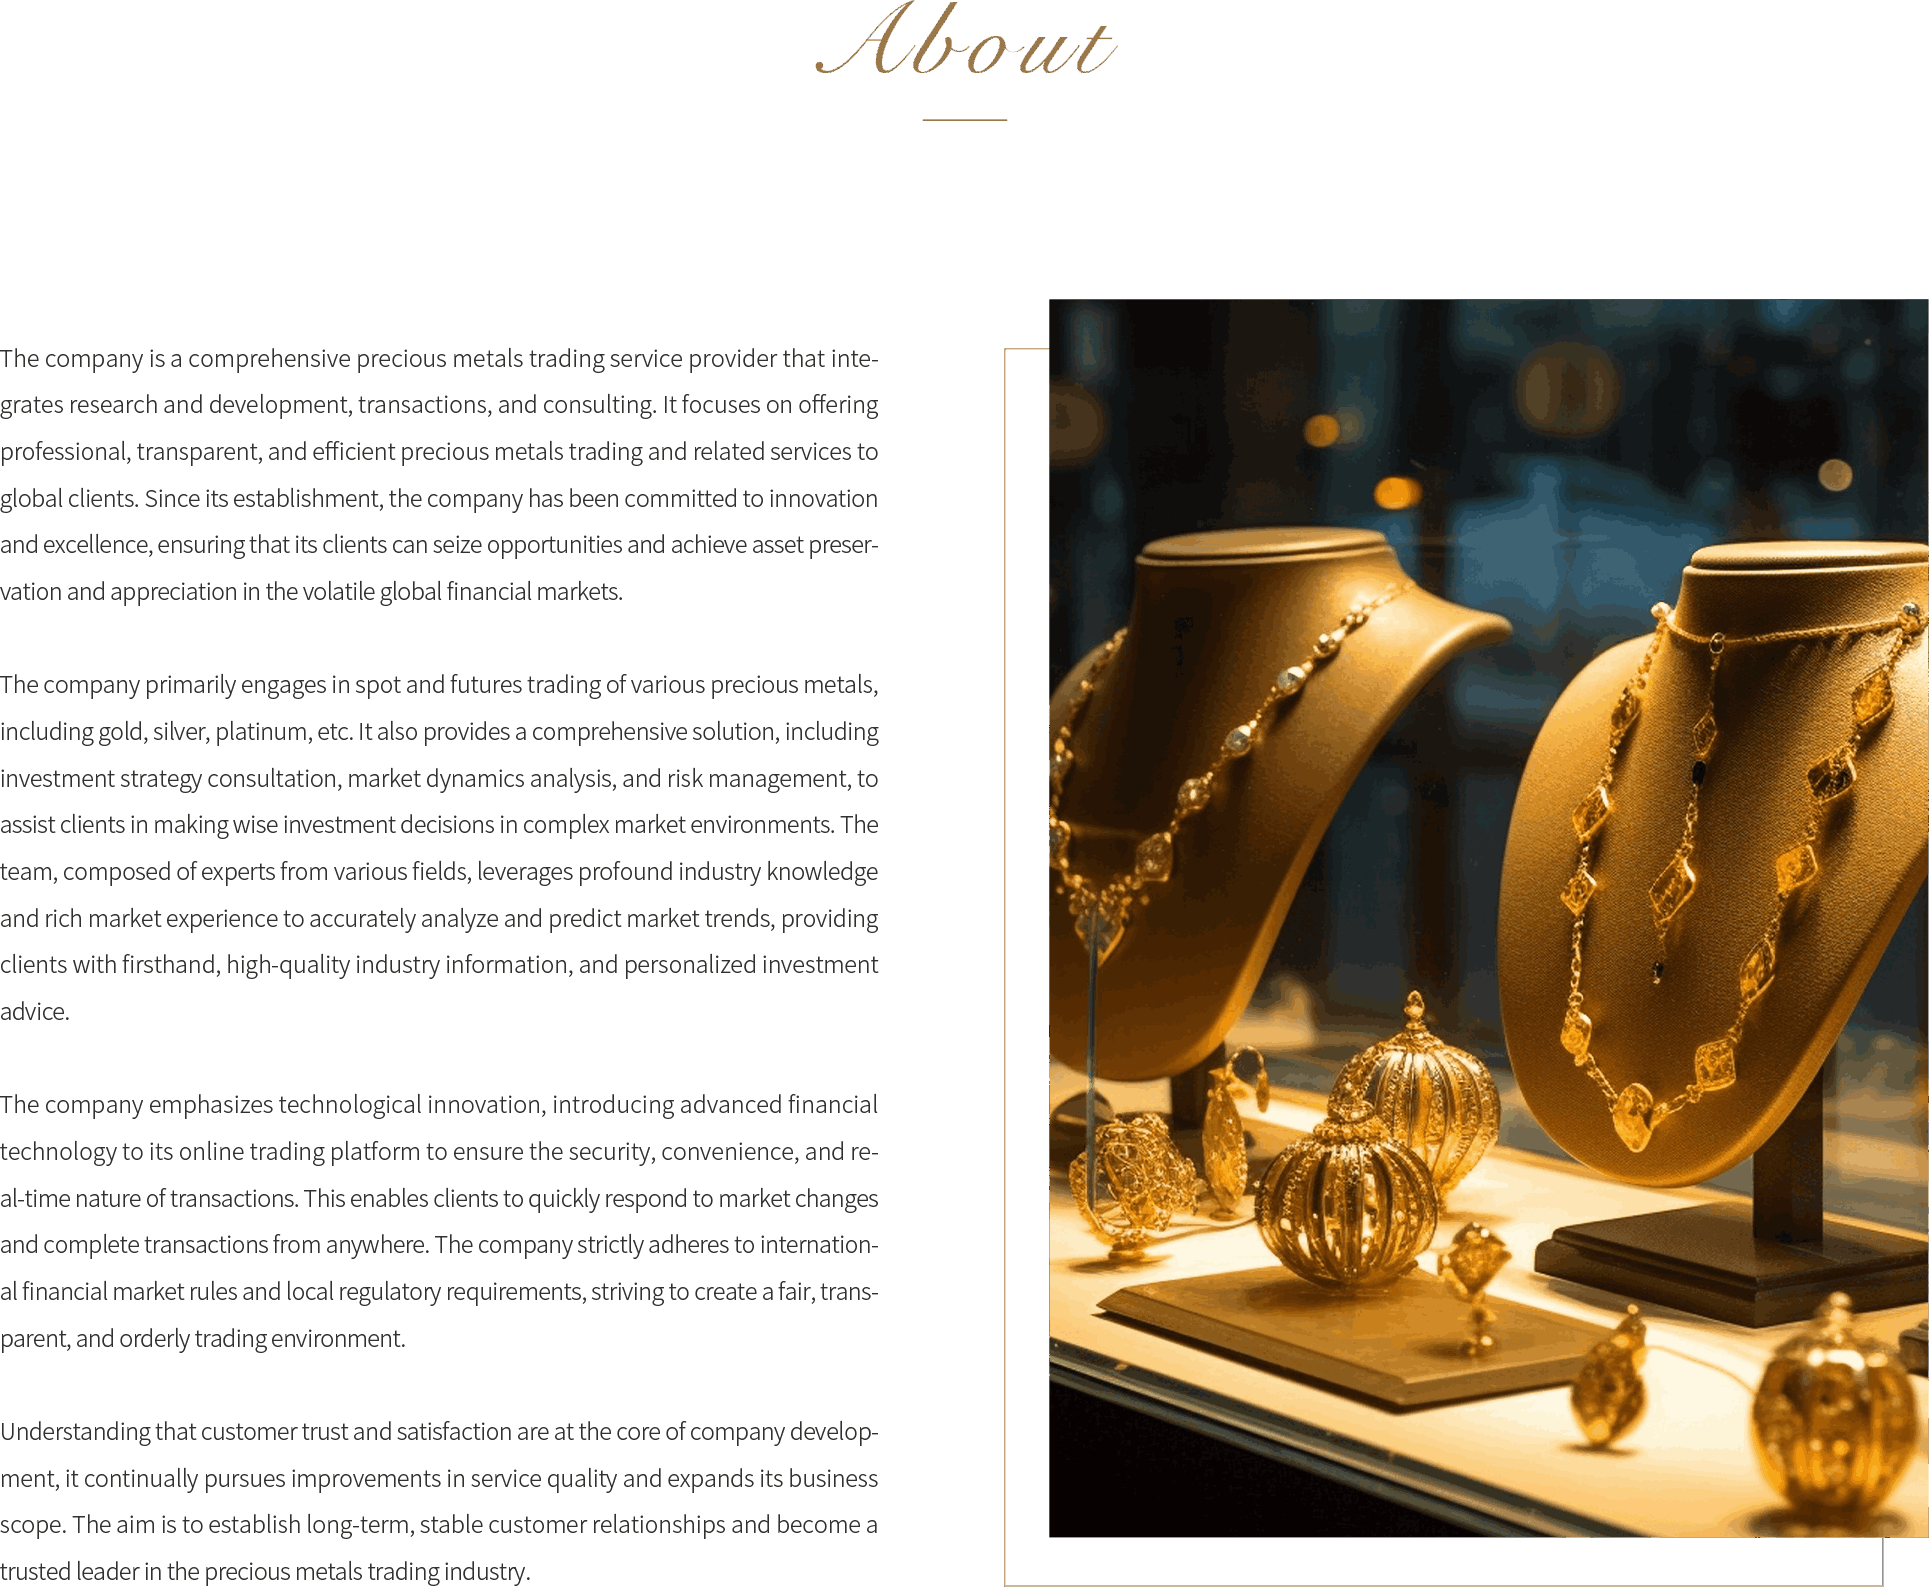 About
The company is a comprehensive precious metals trading service provider that inte-
grates research and development, transactions, and consulting. It focuses on offering
professional, transparent, and efficient precious metals trading and related services to
global clients. Since its establishment, the company has been committed to innovation
and excellence, ensuring that its clients can seize opportunities and achieve asset preser-
vation and appreciation in the volatile global financial markets.
The company primarily engages in spot and futures trading of various precious metals,
including gold, silver, platinum, etc. It also provides a comprehensive solution, including
investment strategy consultation, market dynamics analysis, and risk management, to
assist clients in making wise investment decisions in complex market environments. The
team, composed of experts from various fields, leverages profound industry knowledge
and rich market experience to accurately analyze and predict market trends, providing
clients with firsthand, high-quality industry information, and personalized investment
advice.
The company emphasizes technological innovation, introducing advanced financial
technology to its online trading platform to ensure the security, convenience, and re-
al-time nature of transactions. This enables clients to quickly respond to market changes
and complete transactions from anywhere. The company strictly adheres to internation-
al financial market rules and local regulatory requirements, striving to create a fair, trans-
parent, and orderly trading environment.
Understanding that customer trust and satisfaction are at the core of company develop-
ment, it continually pursues improvements in service quality and expands its business
scope. The aim is to establish long-term, stable customer relationships and become a
trusted leader in the precious metals trading industry.